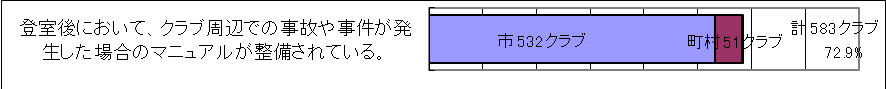 登室後において、クラブ周辺での事故や事件が発
生した場合のマニュアルが整備されている。
市532クラブ
町村51クラブ
計583クラブ
72.9%